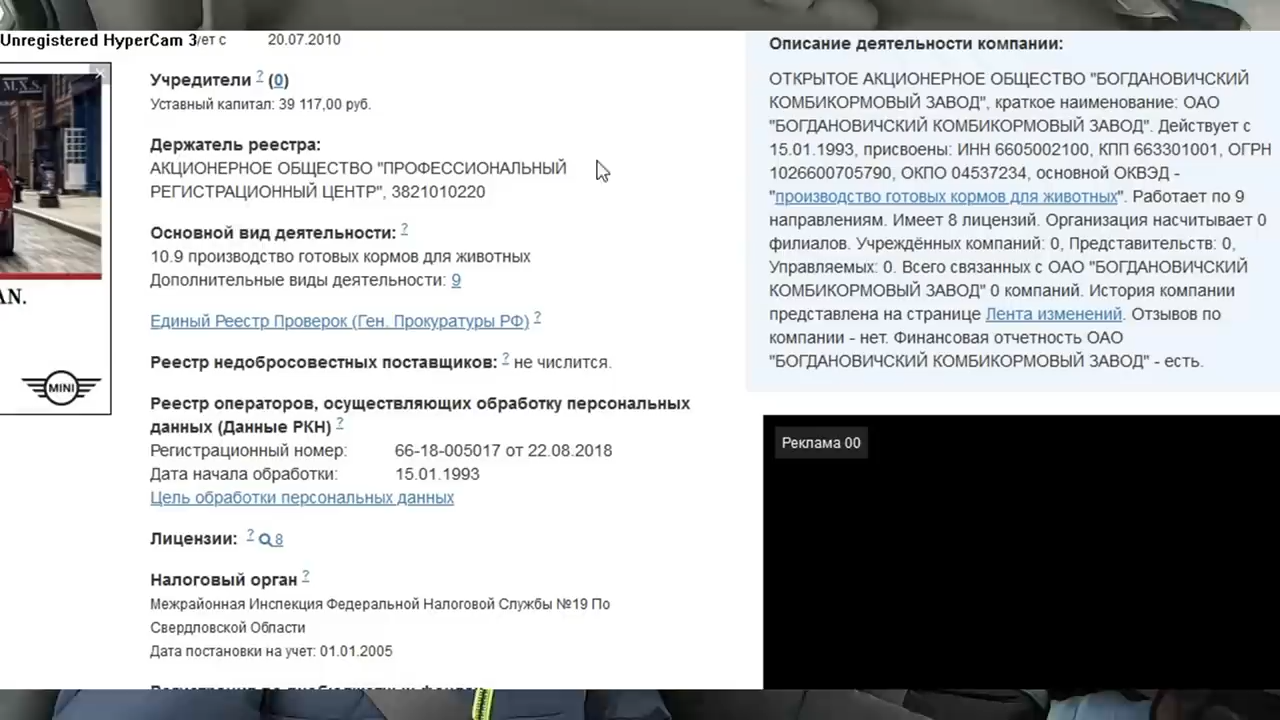 Unregistered HyperCam 3
ет с 20.07.2010
M.X.S.
AN.
MINI
Учредители ? (0)
Уставный капитал: 39 117,00 руб.
Держатель реестра:
АКЦИОНЕРНОЕ ОБЩЕСТВО "ПРОФЕССИОНАЛЬНЫЙ
РЕГИСТРАЦИОННЫЙ ЦЕНТР", 3821010220
Основной вид деятельности: ?
10.9 производство готовых кормов для животных
Дополнительные виды деятельности: 9
Единый Реестр Проверок (Ген. Прокуратуры РФ) ?
Реестр недобросовестных поставщиков: ? не числится.
Реестр операторов, осуществляющих обработку персональных
данных (Данные РКН) ?
Регистрационный номер: 66-18-005017 от 22.08.2018
Дата начала обработки: 15.01.1993
Цель обработки персональных данных
Лицензии: ? 8
Налоговый орган ?
Межрайонная Инспекция Федеральной Налоговой Службы №19 По
Свердловской Области
Дата постановки на учет: 01.01.2005
Описание деятельности компании:
ОТКРЫТОЕ АКЦИОНЕРНОЕ ОБЩЕСТВО "БОГДАНОВИЧСКИЙ
КОМБИКОРМОВЫЙ ЗАВОД", краткое наименование: ОАО
"БОГДАНОВИЧСКИЙ КОМБИКОРМОВЫЙ ЗАВОД". Действует с
15.01.1993, присвоены: ИНН 6605002100, КПП 663301001, ОГРН
1026600705790, ОКПО 04537234, основной ОКВЭД -
"производство готовых кормов для животных". Работает по 9
направлениям. Имеет 8 лицензий. Организация насчитывает 0
филиалов. Учреждённых компаний: 0, Представительств: 0,
Управляемых: 0. Всего связанных с ОАО "БОГДАНОВИЧСКИЙ
КОМБИКОРМОВЫЙ ЗАВОД" 0 компаний. История компании
представлена на странице Лента изменений. Отзывов по
компании - нет. Финансовая отчетность ОАО
"БОГДАНОВИЧСКИЙ КОМБИКОРМОВЫЙ ЗАВОД" - есть.
Реклама 00